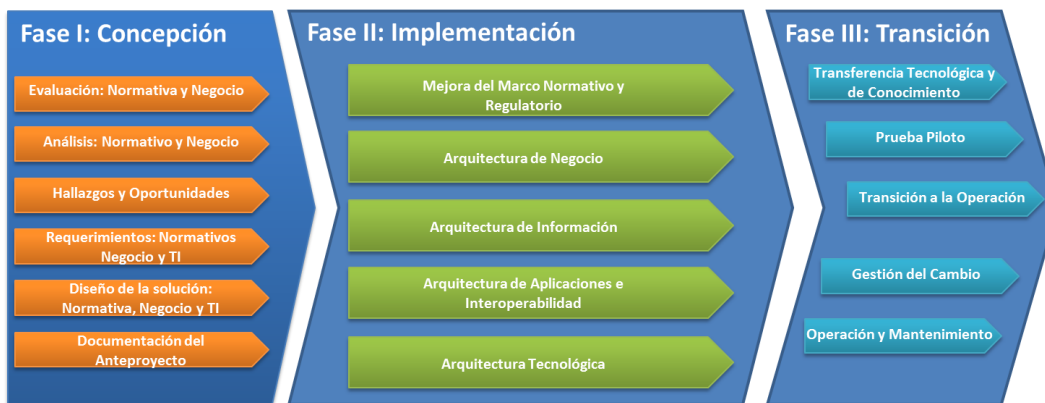 Fase I: Concepción
Evaluación: Normativa y Negocio
Análisis: Normativo y Negocio
Hallazgos y Oportunidades
Requerimientos: Normativos
Negocio y TI
Diseño de la solución:
Normativa, Negocio y TI
Documentación del
Anteproyecto
Fase II: Implementación
Mejora del Marco Normativo y
Regulatorio
Arquitectura de Negocio
Arquitectura de Información
Arquitectura de Aplicaciones e
Interoperabilidad
Arquitectura Tecnológica
Fase III: Transición
Transferencia Tecnológica y
de Conocimiento
Prueba Piloto
Transición a la Operación
Gestión del Cambio
Operación y Mantenimiento